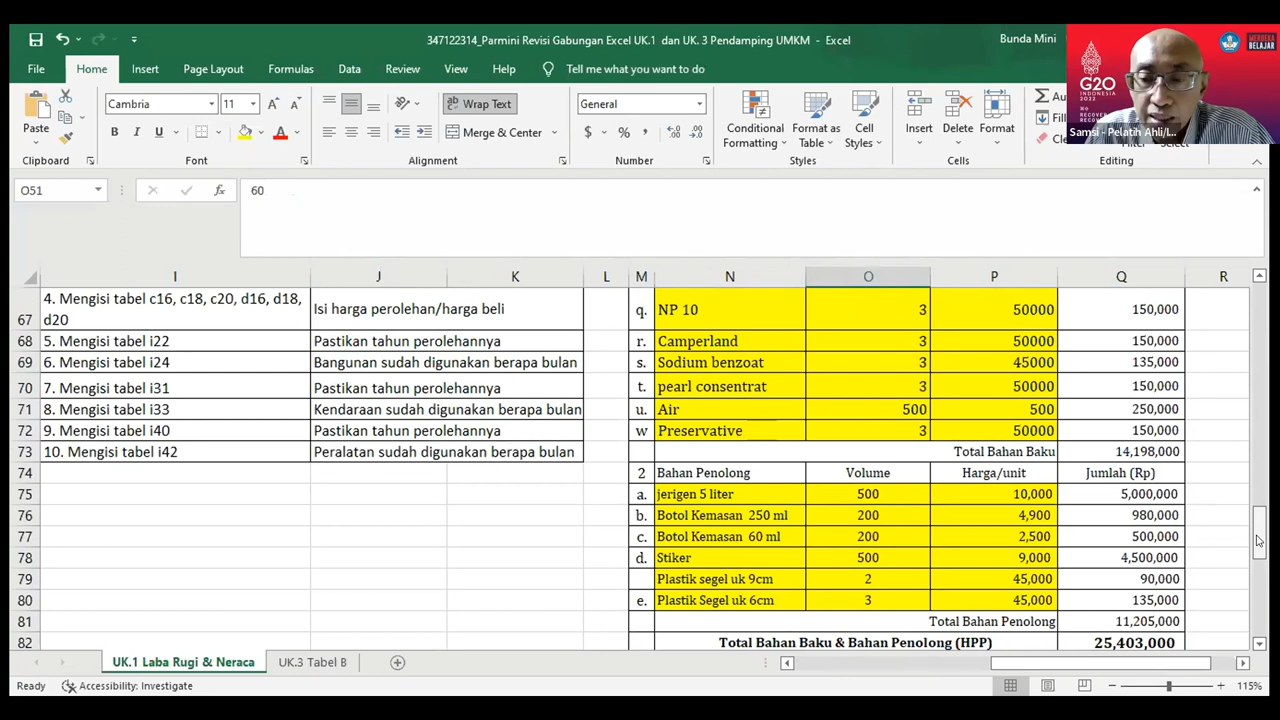 347122314_Parmini Revisi Gabungan Excel UK.1 dan UK. 3 Pendamping UMKM - Excel
Bunda Mini
File Home Insert Page Layout Formulas Data Review View Help Tell me what you want to do
G20
INDONESIA
2022
MERDEKA
BELAJAR
Samsi - Pelatih Ahli/I...
Cambria 11
Wrap Text
General
Paste
B I U
Merge & Center
$ % ,
Conditional Formatting
Format as Table
Cell Styles
Insert Delete Format
Clipboard Font Alignment Number Styles Cells Editing
O51 fx 60
I J K L M N O P Q R
67 4. Mengisi tabel c16, c18, c20, d16, d18, d20 Isi harga perolehan/harga beli q. NP 10 3 50000 150,000
68 5. Mengisi tabel i22 Pastikan tahun perolehannya r. Camperland 3 50000 150,000
69 6. Mengisi tabel i24 Bangunan sudah digunakan berapa bulan s. Sodium benzoat 3 45000 135,000
70 7. Mengisi tabel i31 Pastikan tahun perolehannya t. pearl consentrat 3 50000 150,000
71 8. Mengisi tabel i33 Kendaraan sudah digunakan berapa bulan u. Air 500 500 250,000
72 9. Mengisi tabel i40 Pastikan tahun perolehannya w Preservative 3 50000 150,000
73 10. Mengisi tabel i42 Peralatan sudah digunakan berapa bulan Total Bahan Baku 14,198,000
74 2 Bahan Penolong Volume Harga/unit Jumlah (Rp)
75 a. jerigen 5 liter 500 10,000 5,000,000
76 b. Botol Kemasan 250 ml 200 4,900 980,000
77 c. Botol Kemasan 60 ml 200 2,500 500,000
78 d. Stiker 500 9,000 4,500,000
79 Plastik segel uk 9cm 2 45,000 90,000
80 e. Plastik Segel uk 6cm 3 45,000 135,000
81 Total Bahan Penolong 11,205,000
82 Total Bahan Baku & Bahan Penolong (HPP) 25,403,000
UK.1 Laba Rugi & Neraca UK.3 Tabel B
Ready Accessibility: Investigate 115%